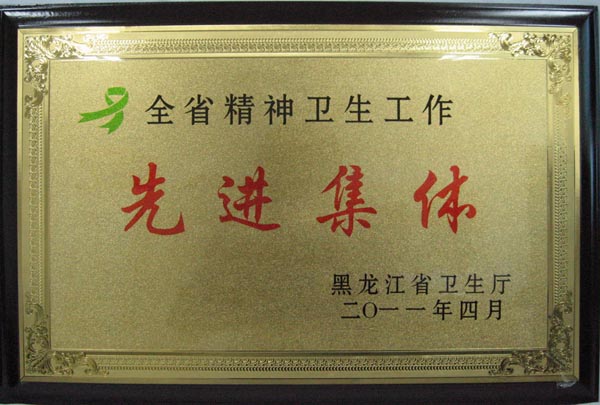 全省精神卫生工作
先进集体
黑龙江省卫生厅
二〇一一年四月